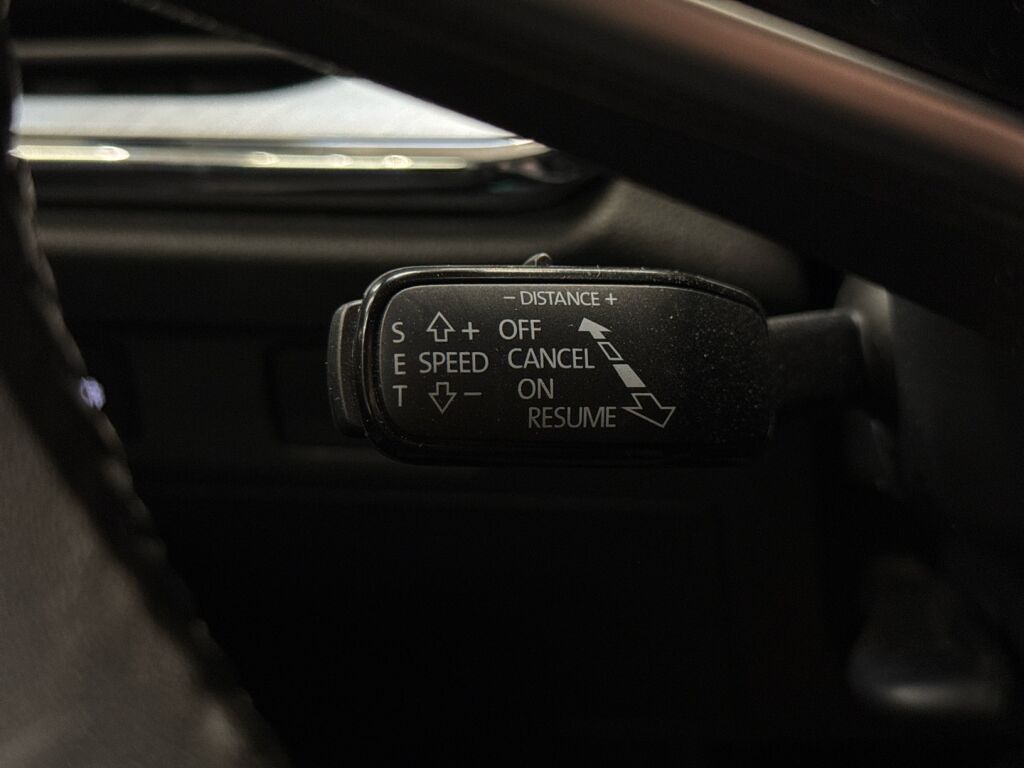 - DISTANCE +
S + OFF
E SPEED CANCEL
T - ON
RESUME